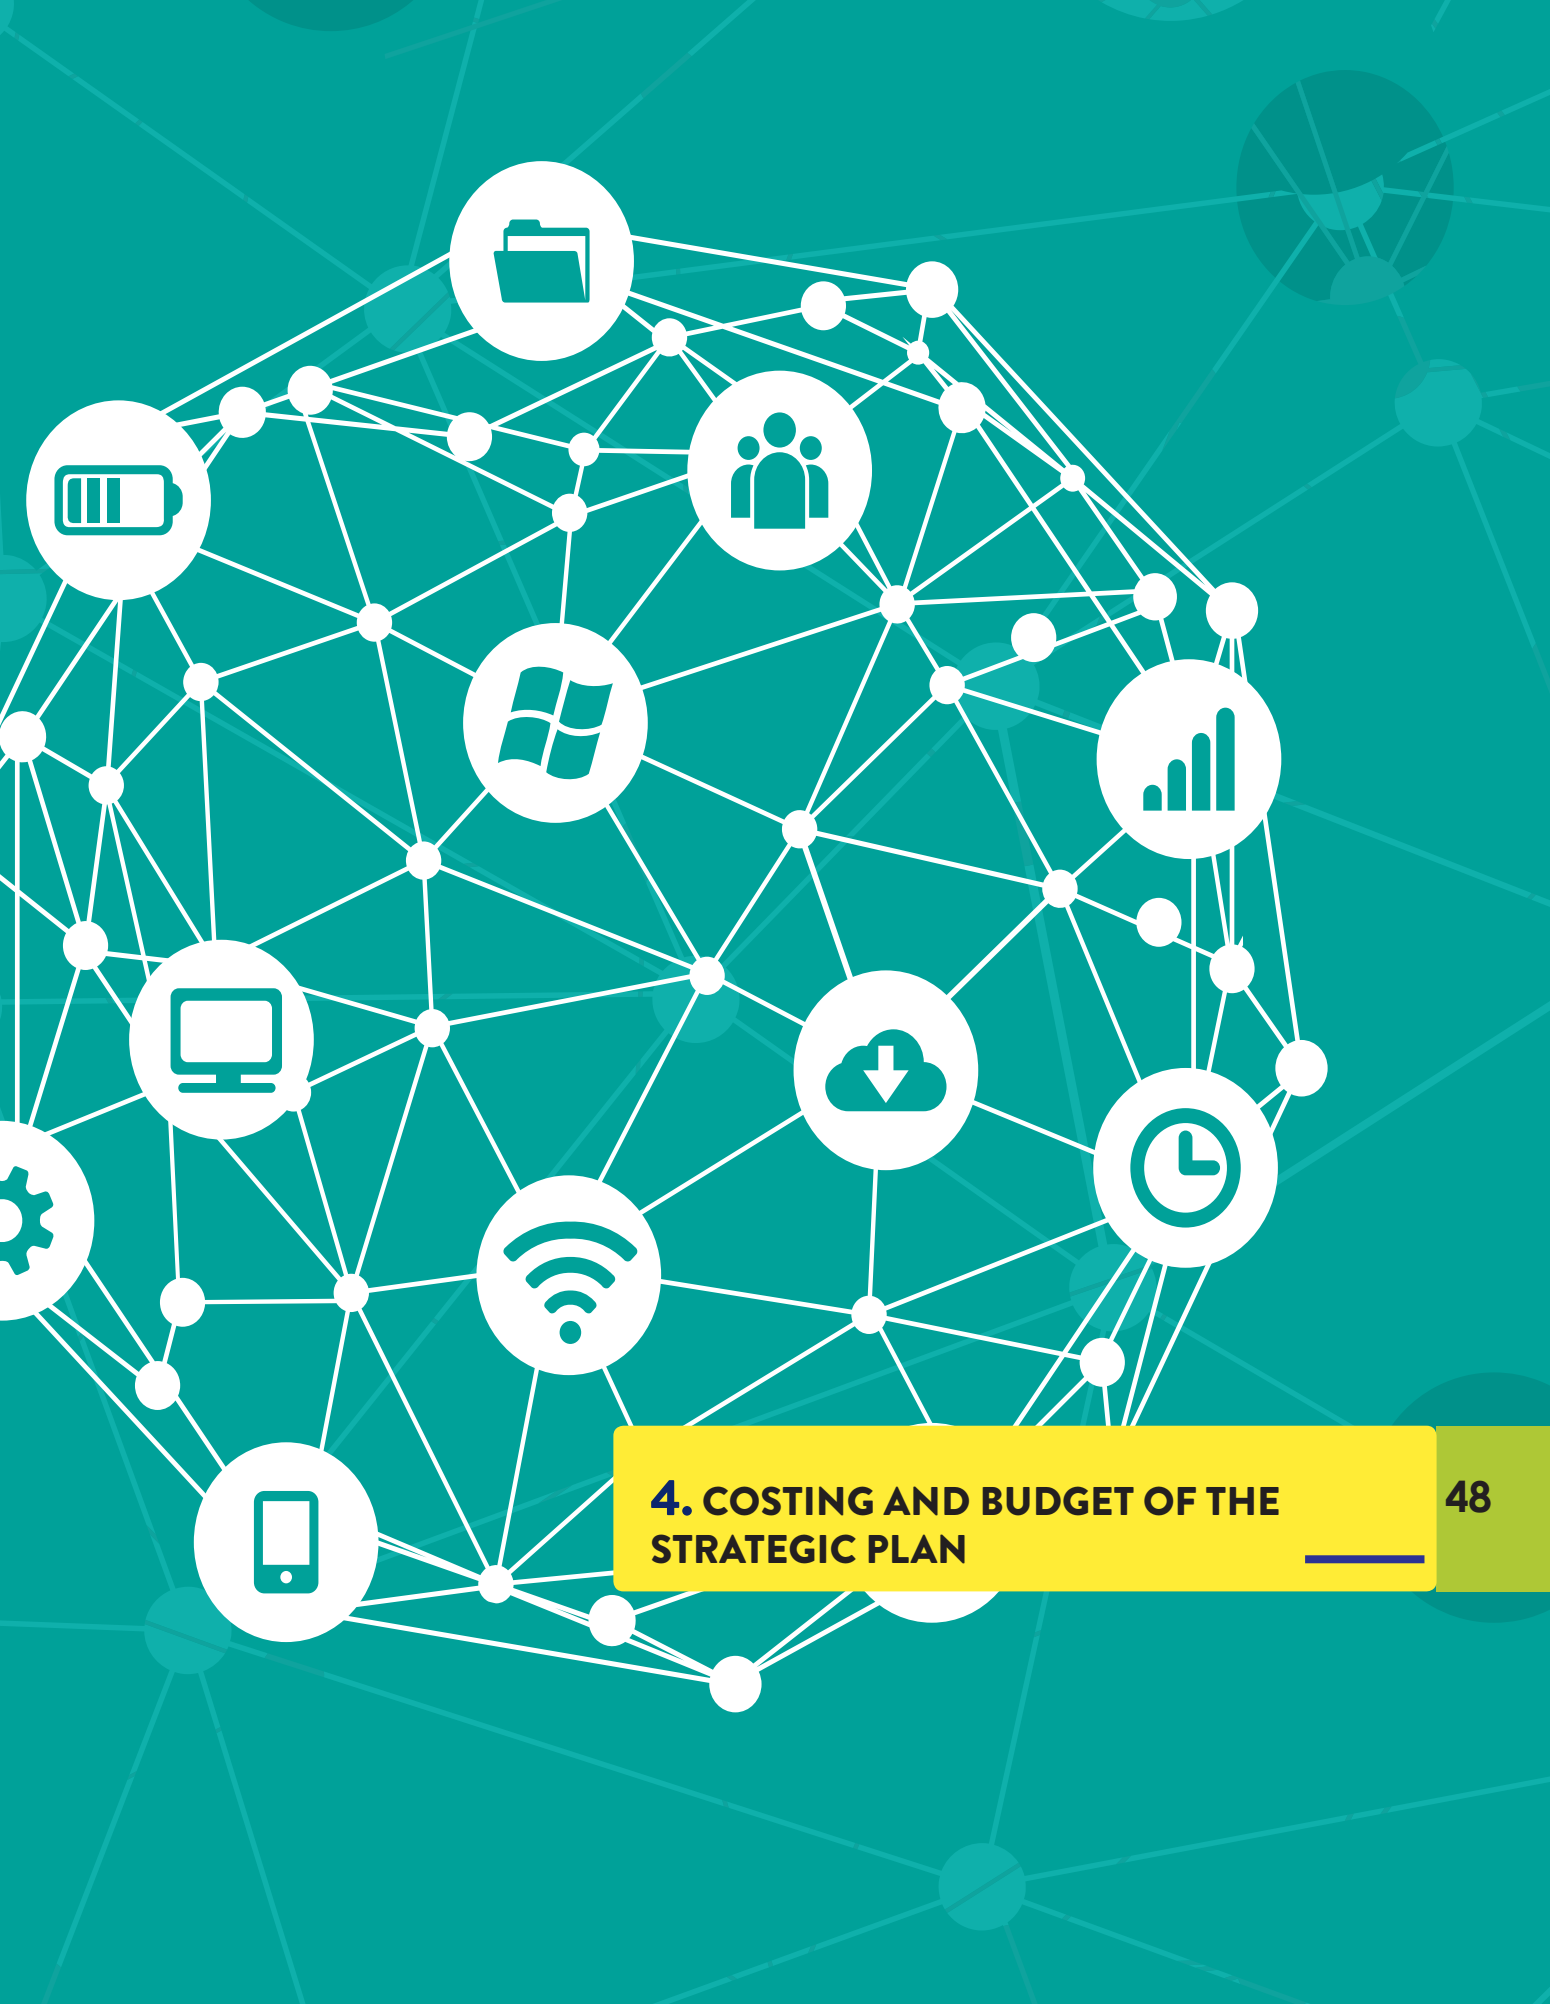 4. COSTING AND BUDGET OF THE
STRATEGIC PLAN
48